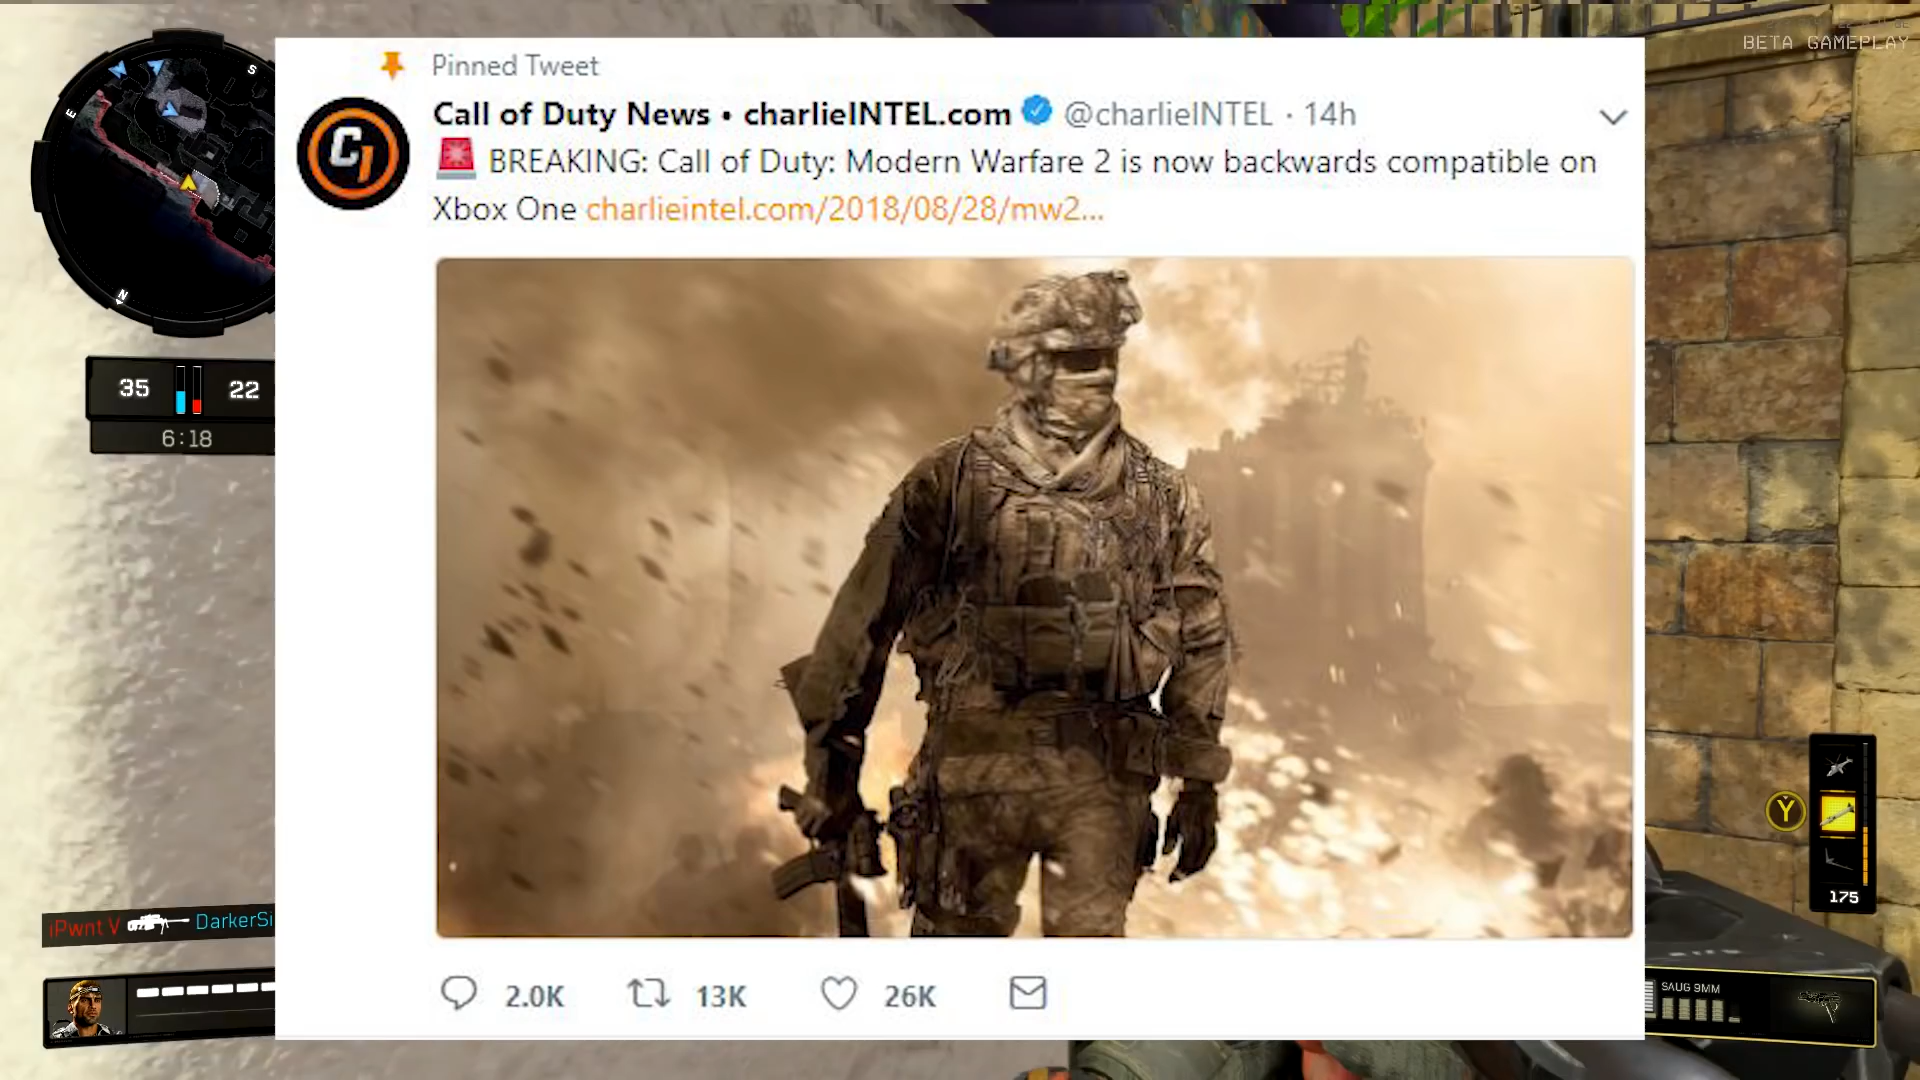 BETA GAMEPLAY
Pinned Tweet
Call of Duty News • charlieINTEL.com @charlieINTEL · 14h
🚨 BREAKING: Call of Duty: Modern Warfare 2 is now backwards compatible on
Xbox One charlieintel.com/2018/08/28/mw2...
CI
S
E
N
35 22
6:18
Y
175
iPwnt V DarkerSi
2.0K 13K 26K
SAUG 9MM